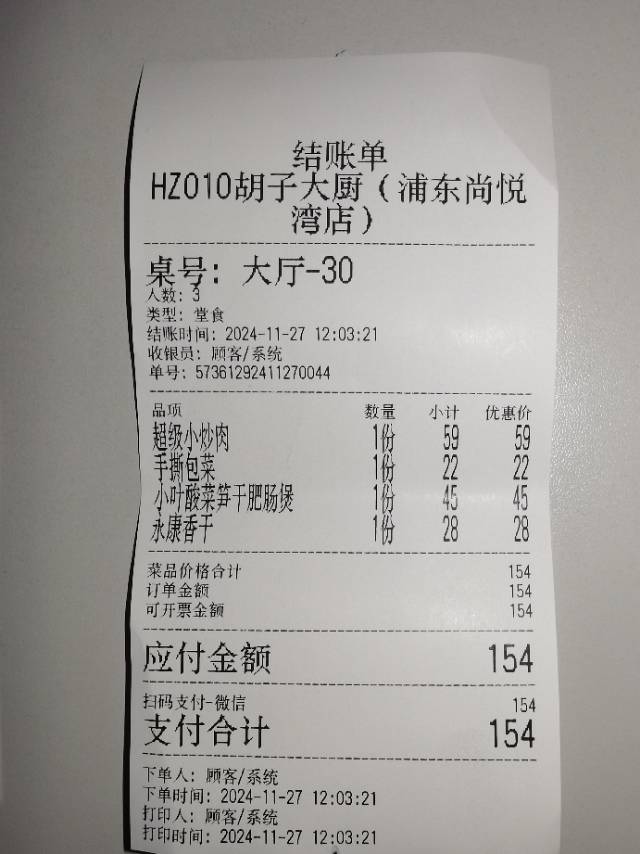 结账单
HZ010胡子大厨（浦东尚悦
湾店）
桌号：大厅-30
人数：3
类型：堂食
结账时间：2024-11-27 12:03:21
收银员：顾客/系统
单号：57361292411270044
品项 数量 小计 优惠价
超级小炒肉 1份 59 59
手撕包菜 1份 22 22
小叶酸菜笋干肥肠煲 1份 45 45
永康香干 1份 28 28
菜品价格合计 154
订单金额 154
可开票金额 154
应付金额 154
扫码支付-微信 154
支付合计 154
下单人：顾客/系统
下单时间：2024-11-27 12:03:21
打印人：顾客/系统
打印时间：2024-11-27 12:03:21